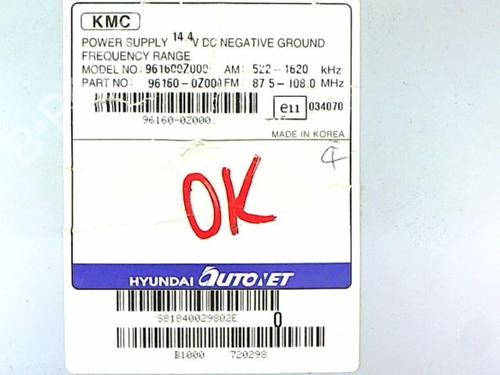 KMC
POWER SUPPLY 14.4V DC NEGATIVE GROUND
FREQUENCY RANGE
MODEL NO 961600Z000 AM: 522-1620 kHz
PART NO 96160-0Z000 FM: 87.5-108.0 MHz
96160-0Z000
e11 034070
MADE IN KOREA
4
OK
HYUNDAI AUTONET
S81840029802E 0
B1000 720298